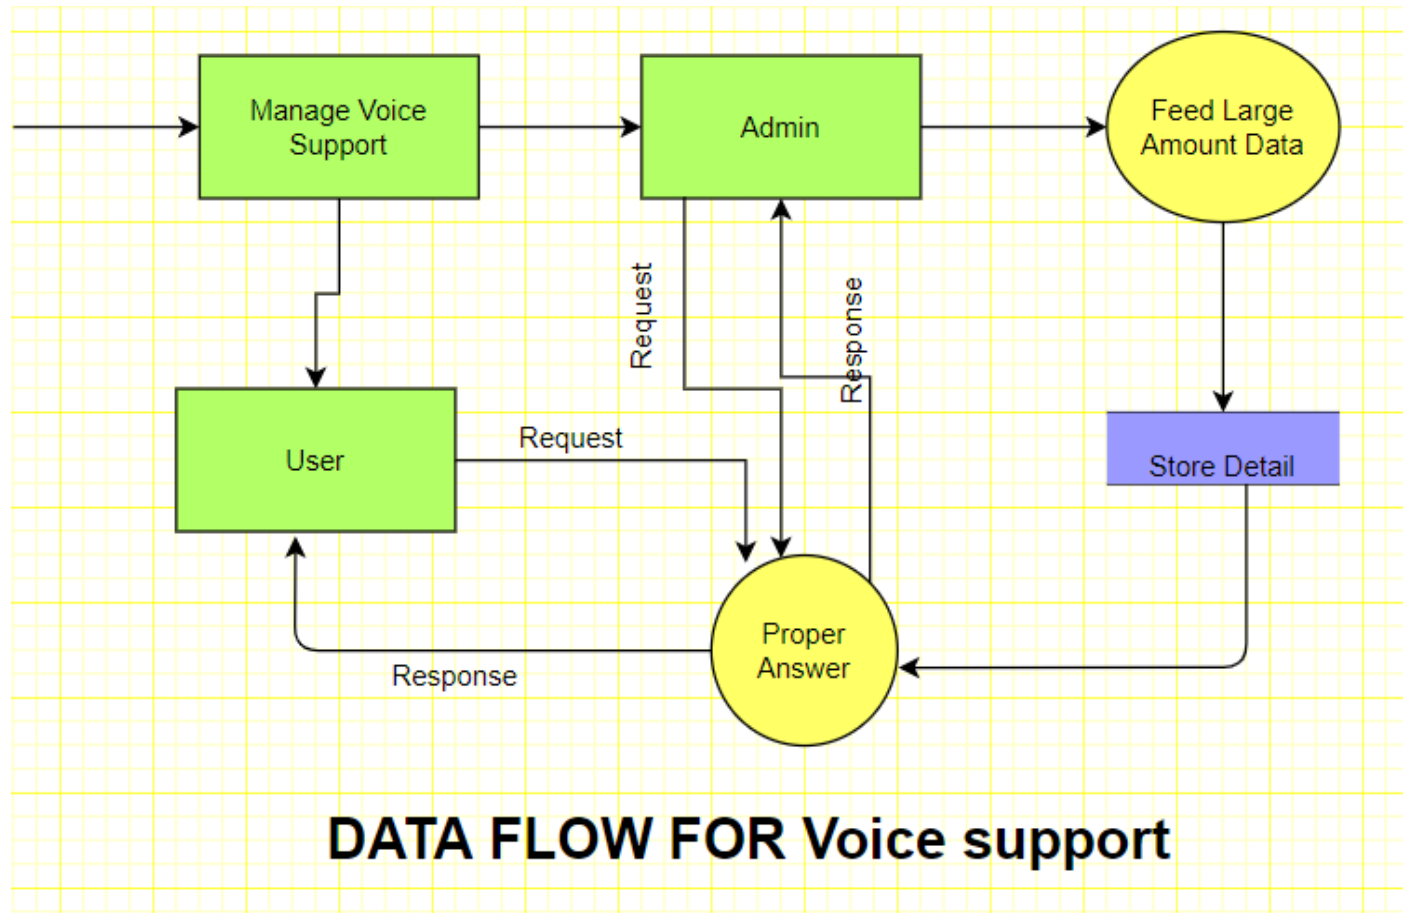 Manage Voice
Support
Admin
Feed Large
Amount Data
Request
Response
User
Request
Store Detail
Proper
Answer
Response
DATA FLOW FOR Voice support